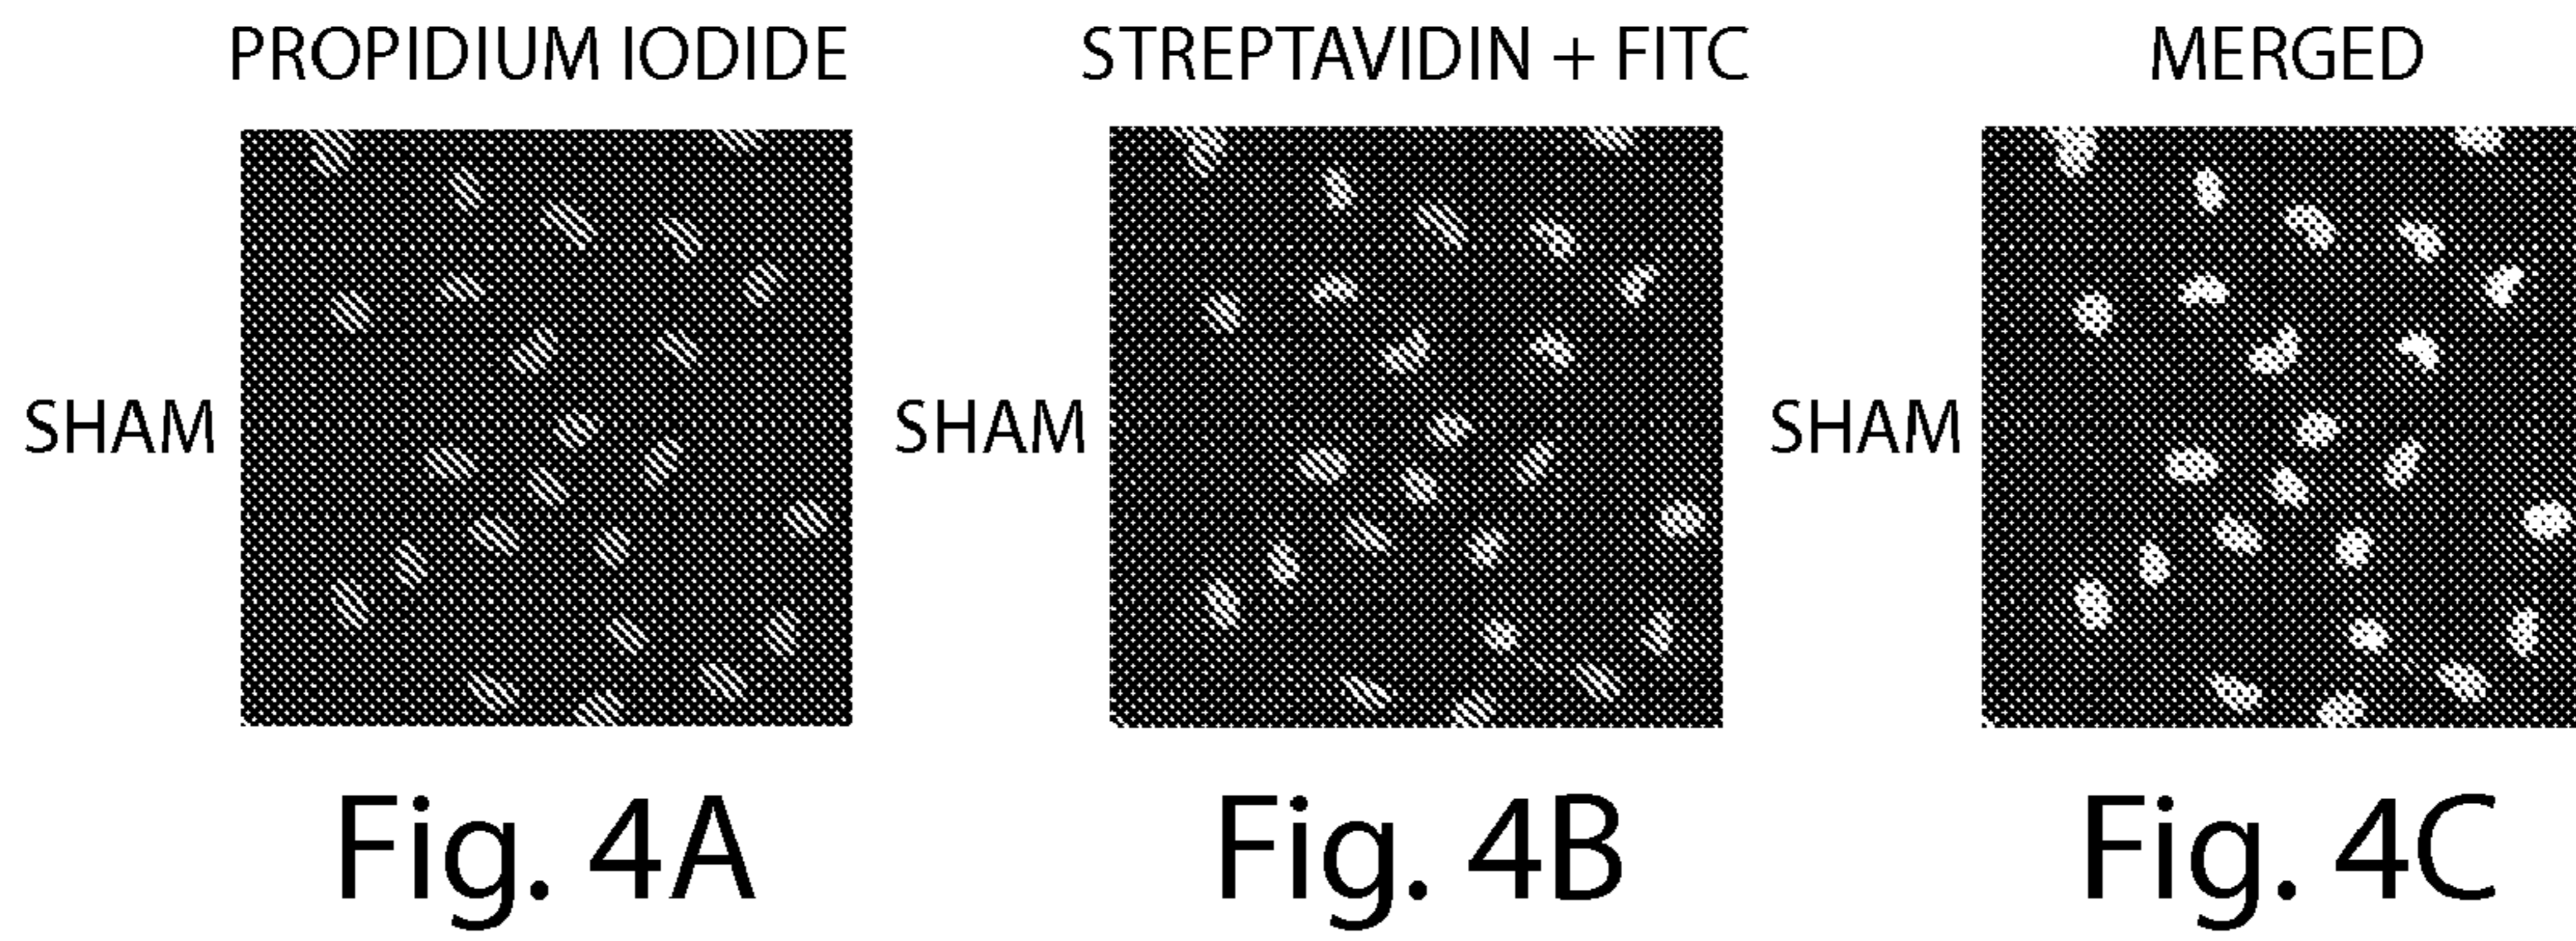 PROPIDIUM IODIDE
STREPTAVIDIN + FITC
MERGED
SHAM
SHAM
SHAM
Fig. 4A
Fig. 4B
Fig. 4C